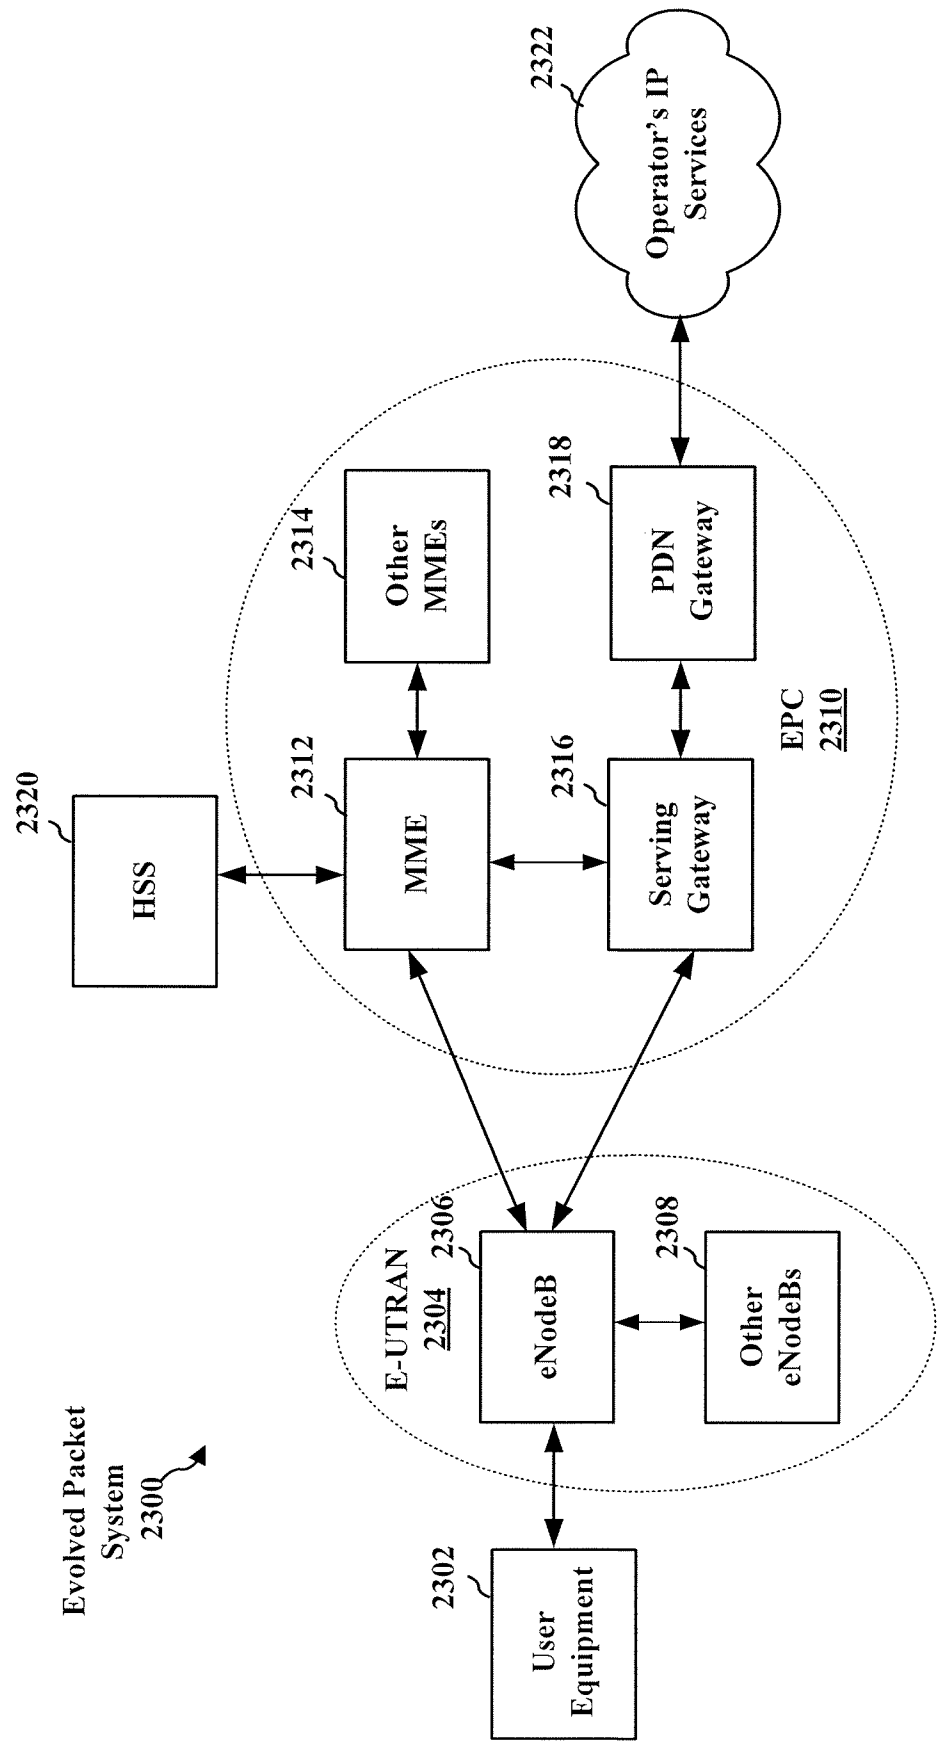 Evolved Packet
System
2300
2302
User
Equipment
E-UTRAN
2304
2306
eNodeB
2308
Other
eNodeBs
2320
HSS
2312
MME
2314
Other
MMEs
2316
Serving
Gateway
2318
PDN
Gateway
EPC
2310
2322
Operator's IP
Services